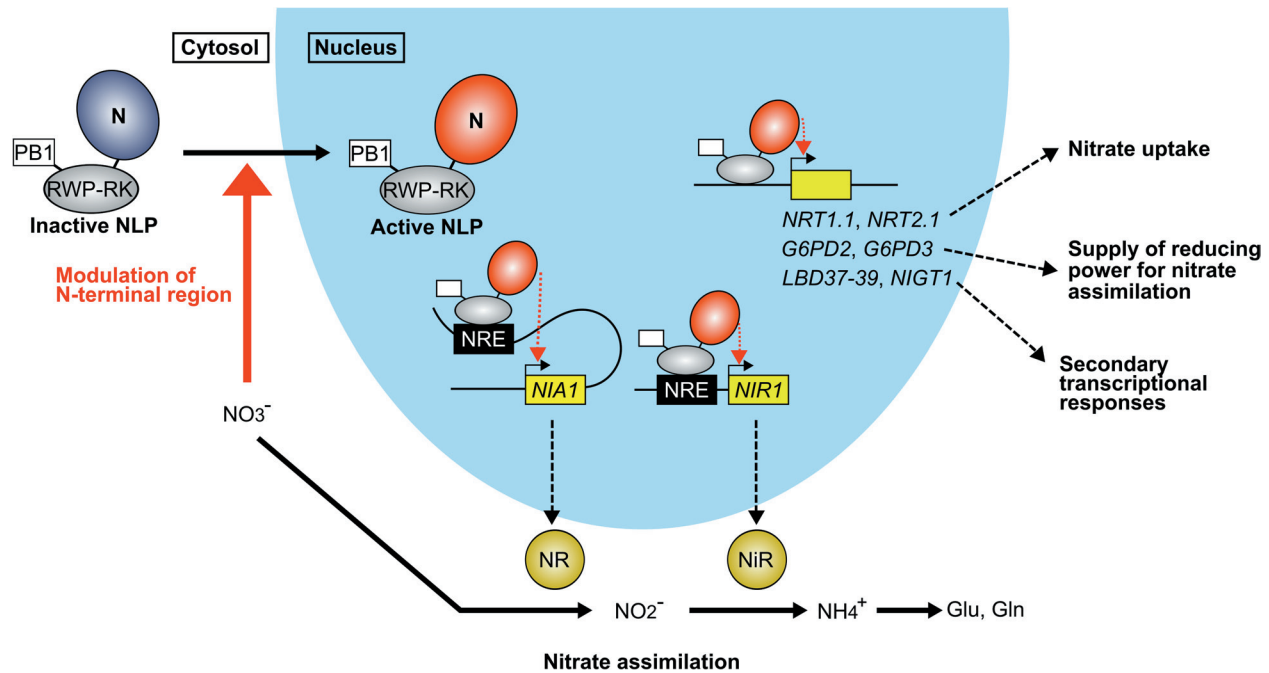 Cytosol
Nucleus
N
PB1
RWP-RK
Inactive NLP
N
PB1
RWP-RK
Active NLP
Modulation of
N-terminal region
NO3-
NRT1.1, NRT2.1
G6PD2, G6PD3
LBD37-39, NIGT1
Nitrate uptake
Supply of reducing
power for nitrate
assimilation
Secondary
transcriptional
responses
NRE
NIA1
NRE
NIR1
NR
NiR
NO2-
NH4+
Glu, Gln
Nitrate assimilation